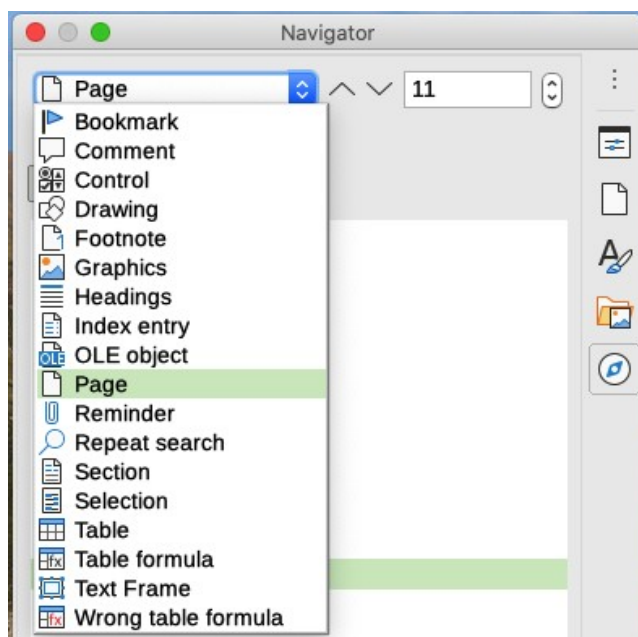 Navigator
Page
11
Bookmark
Comment
Control
Drawing
Footnote
Graphics
Headings
Index entry
OLE object
Page
Reminder
Repeat search
Section
Selection
Table
Table formula
Text Frame
Wrong table formula